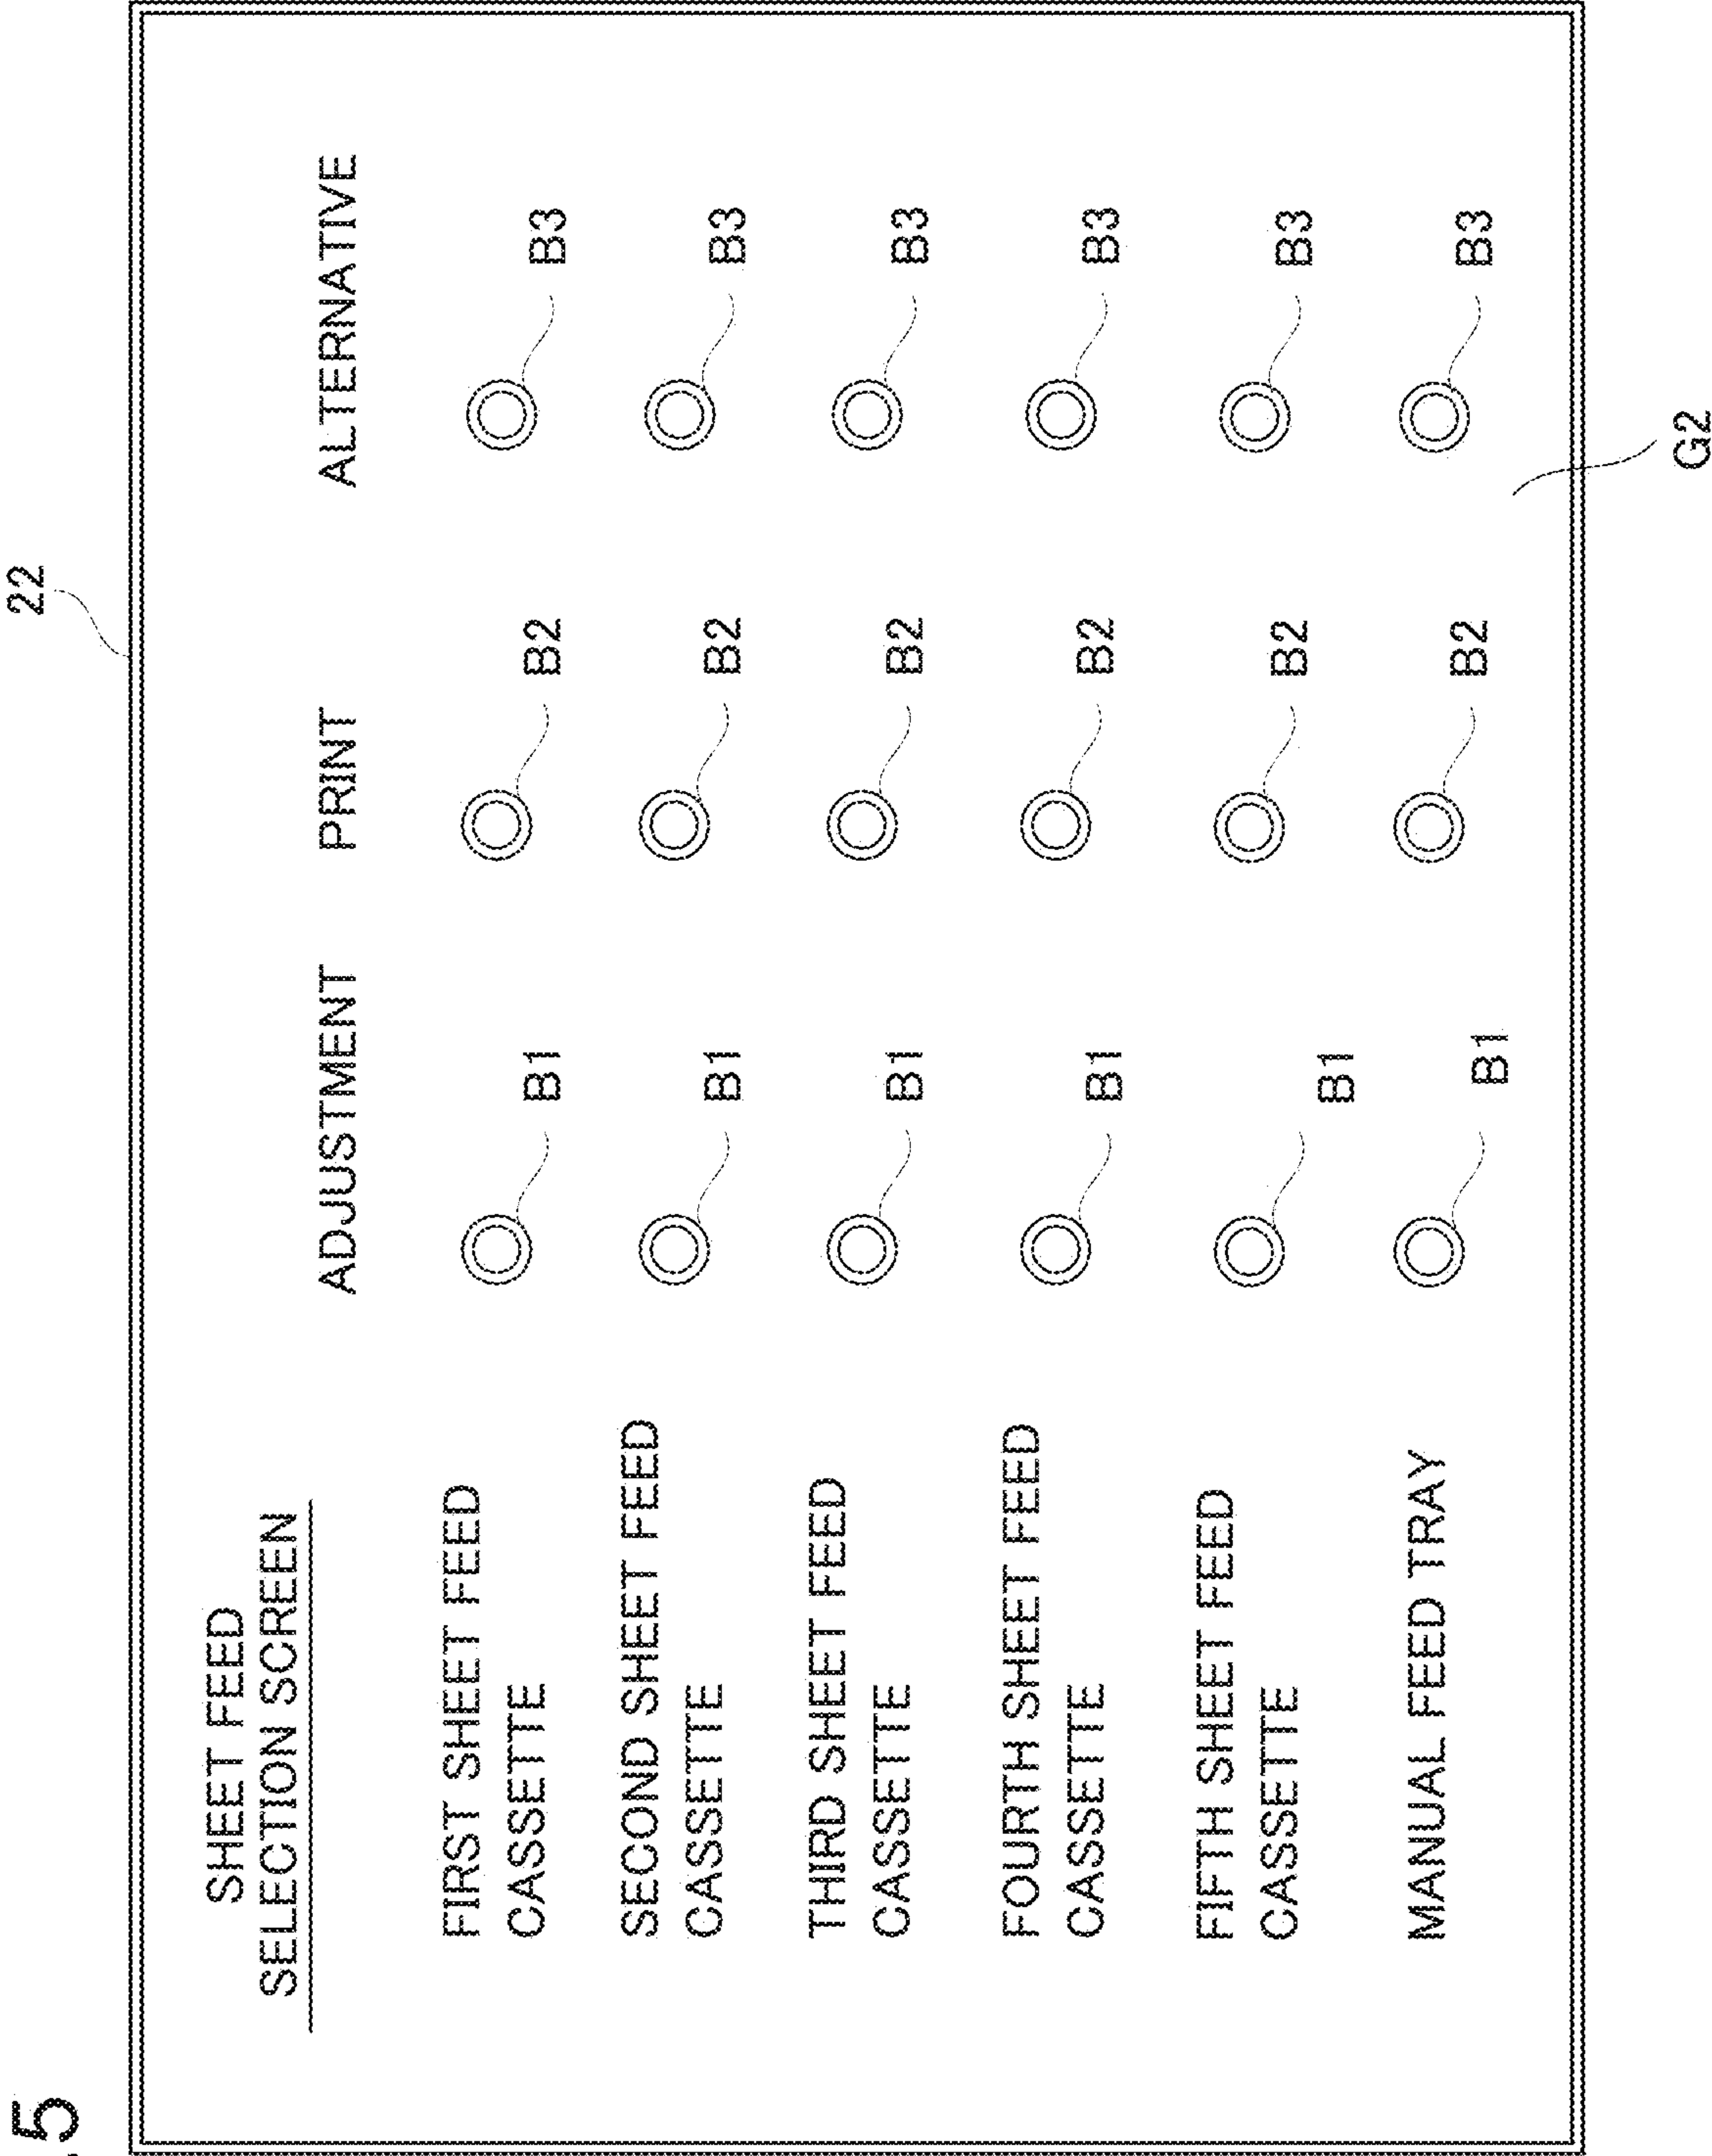 .5
22
SHEET FEED
SELECTION SCREEN
ADJUSTMENT PRINT ALTERNATIVE
FIRST SHEET FEED
CASSETTE
B1 B2 B3
SECOND SHEET FEED
CASSETTE
B1 B2 B3
THIRD SHEET FEED
CASSETTE
B1 B2 B3
FOURTH SHEET FEED
CASSETTE
B1 B2 B3
FIFTH SHEET FEED
CASSETTE
B1 B2 B3
MANUAL FEED TRAY
B1 B2 B3
G2